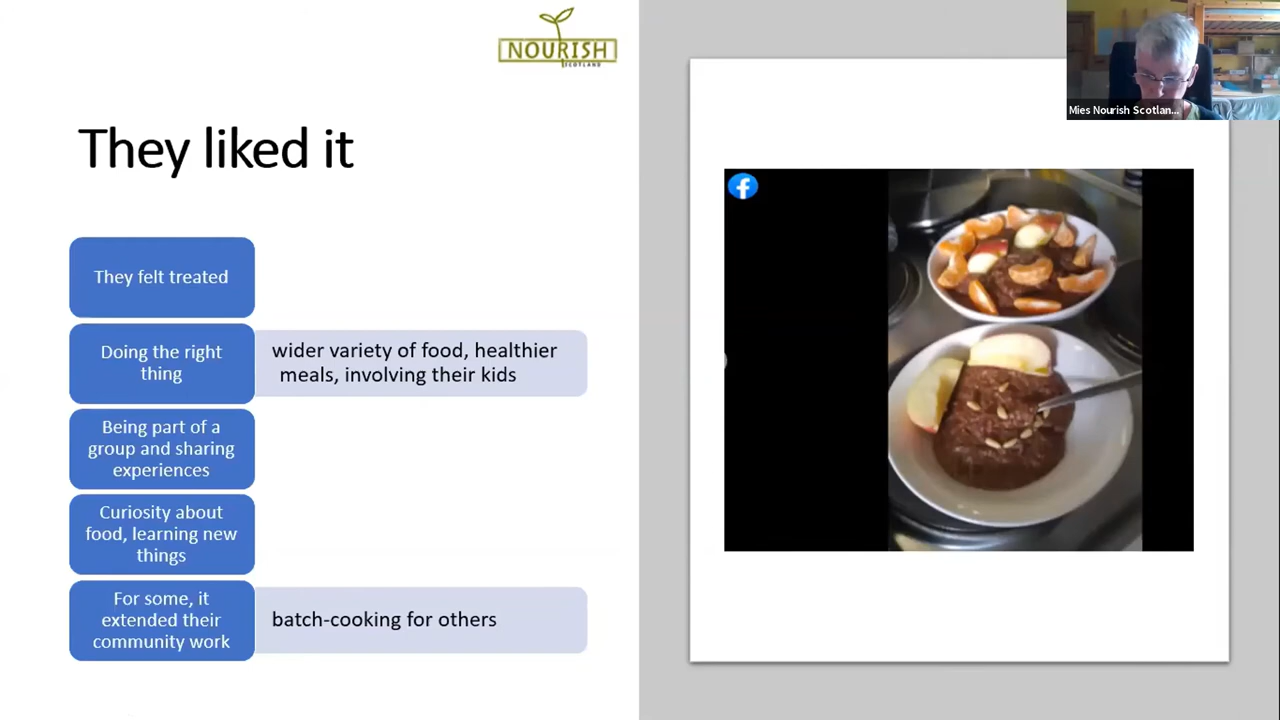 NOURISH
SCOTLAND
Mies Nourish Scotlan...
They liked it
They felt treated
Doing the right
thing
wider variety of food, healthier
meals, involving their kids
Being part of a
group and sharing
experiences
Curiosity about
food, learning new
things
For some, it
extended their
community work
batch-cooking for others